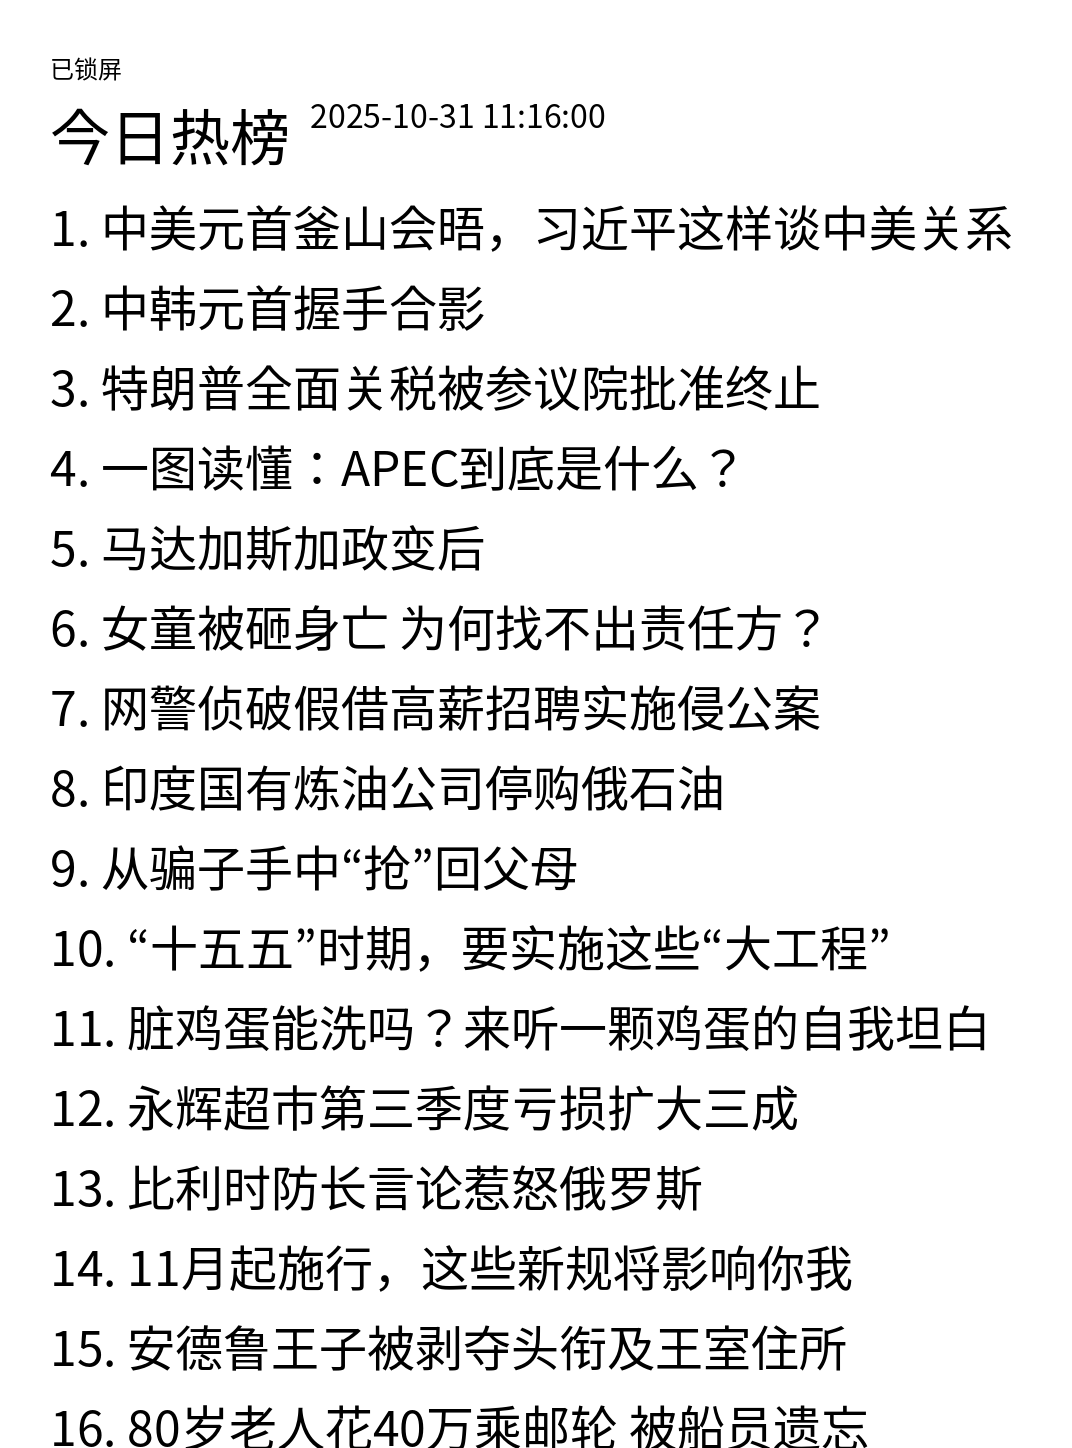 已锁屏
今日热榜 2025-10-31 11:16:00
1. 中美元首釜山会晤，习近平这样谈中美关系
2. 中韩元首握手合影
3. 特朗普全面关税被参议院批准终止
4. 一图读懂：APEC到底是什么？
5. 马达加斯加政变后
6. 女童被砸身亡 为何找不出责任方？
7. 网警侦破假借高薪招聘实施侵公案
8. 印度国有炼油公司停购俄石油
9. 从骗子手中“抢”回父母
10. “十五五”时期，要实施这些“大工程”
11. 脏鸡蛋能洗吗？来听一颗鸡蛋的自我坦白
12. 永辉超市第三季度亏损扩大三成
13. 比利时防长言论惹怒俄罗斯
14. 11月起施行，这些新规将影响你我
15. 安德鲁王子被剥夺头衔及王室住所
16. 80岁老人花40万乘邮轮 被船员遗忘